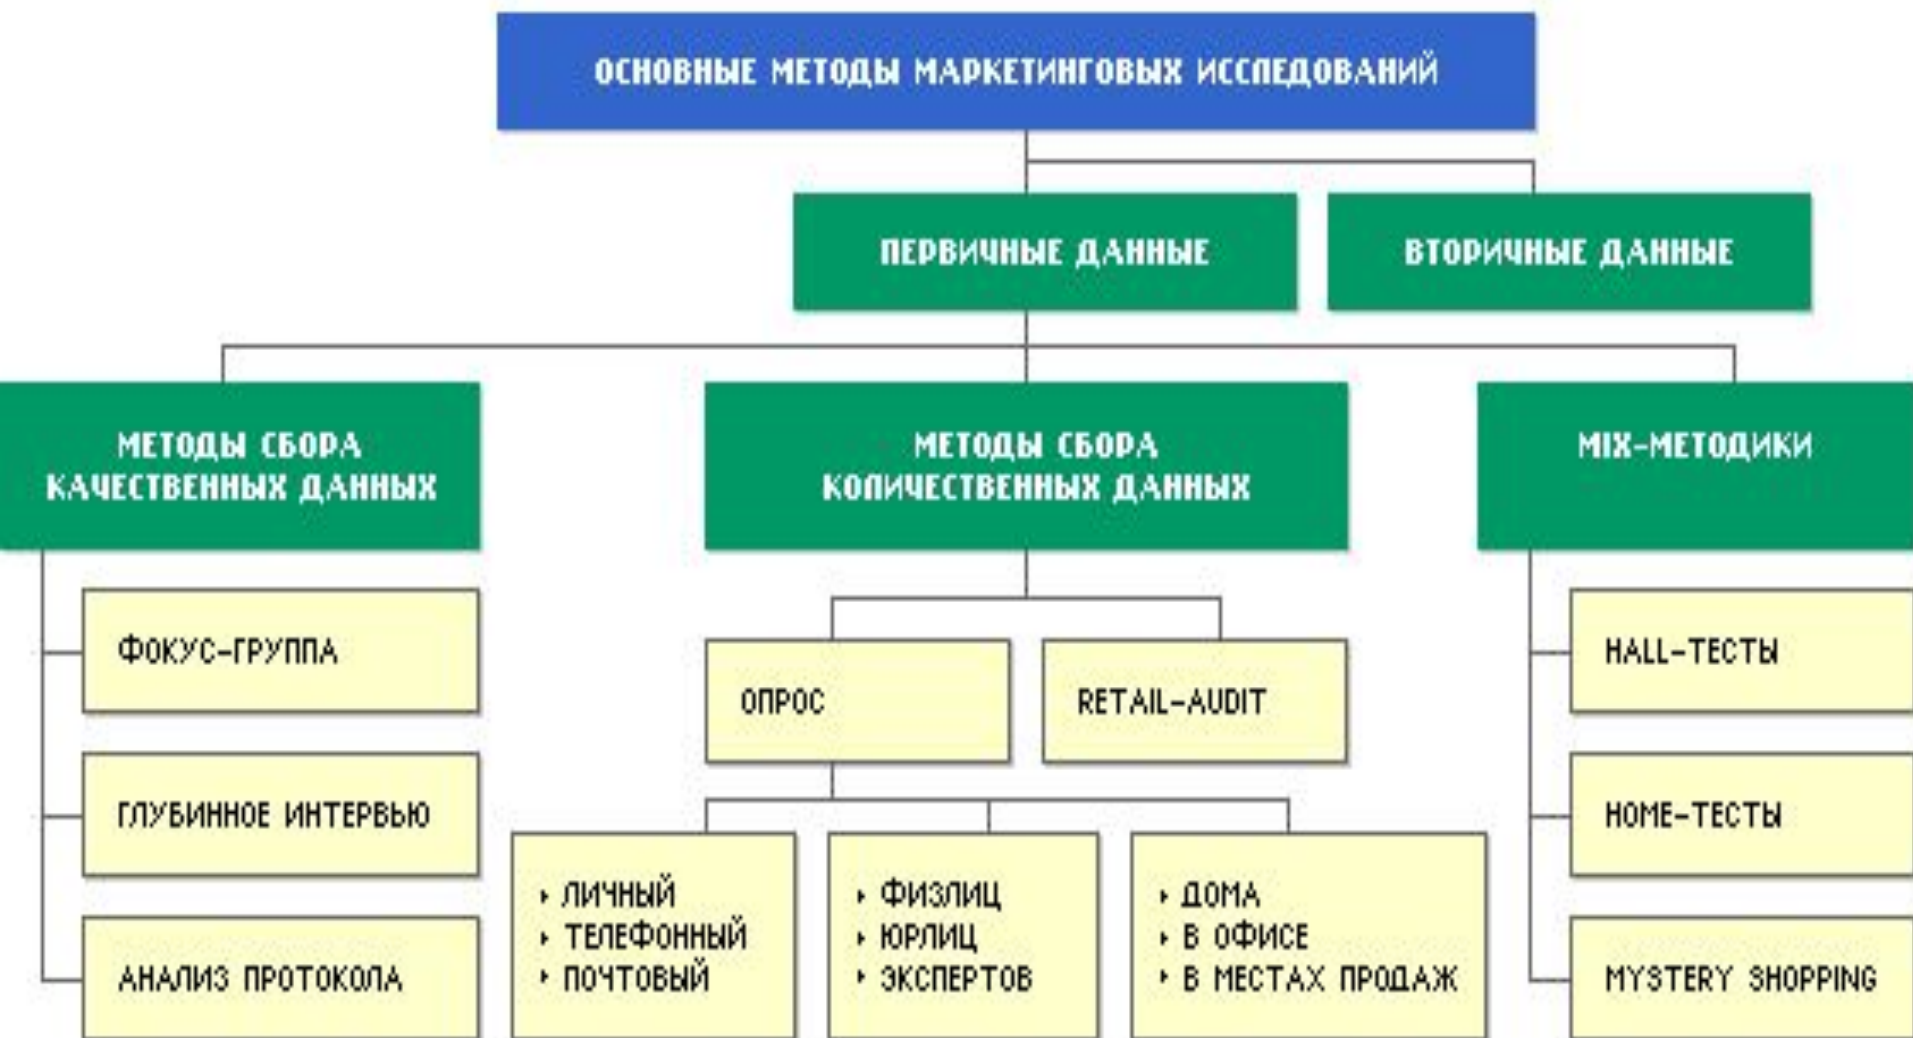 ОСНОВНЫЕ МЕТОДЫ МАРКЕТИНГОВЫХ ИССЛЕДОВАНИЙ
ПЕРВИЧНЫЕ ДАННЫЕ
ВТОРИЧНЫЕ ДАННЫЕ
МЕТОДЫ СБОРА
КАЧЕСТВЕННЫХ ДАННЫХ
МЕТОДЫ СБОРА
КОЛИЧЕСТВЕННЫХ ДАННЫХ
MIX-МЕТОДИКИ
ФОКУС-ГРУППА
ГЛУБИННОЕ ИНТЕРВЬЮ
АНАЛИЗ ПРОТОКОЛА
ОПРОС
RETAIL-AUDIT
ЛИЧНЫЙ
ТЕЛЕФОННЫЙ
ПОЧТОВЫЙ
ФИЗЛИЦ
ЮРЛИЦ
ЭКСПЕРТОВ
ДОМА
В ОФИСЕ
В МЕСТАХ ПРОДАЖ
HALL-ТЕСТЫ
HOME-ТЕСТЫ
MYSTERY SHOPPING